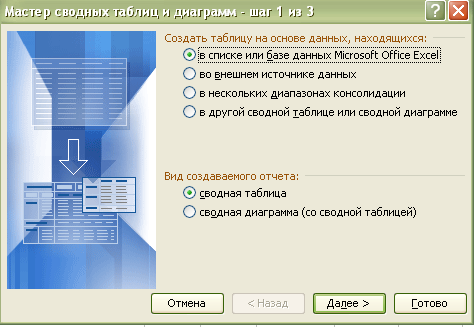 Мастер сводных таблиц и диаграмм - шаг 1 из 3
Создать таблицу на основе данных, находящихся:
в списке или базе данных Microsoft Office Excel
во внешнем источнике данных
в нескольких диапазонах консолидации
в другой сводной таблице или сводной диаграмме
Вид создаваемого отчета:
сводная таблица
сводная диаграмма (со сводной таблицей)
Отмена
< Назад
Далее >
Готово